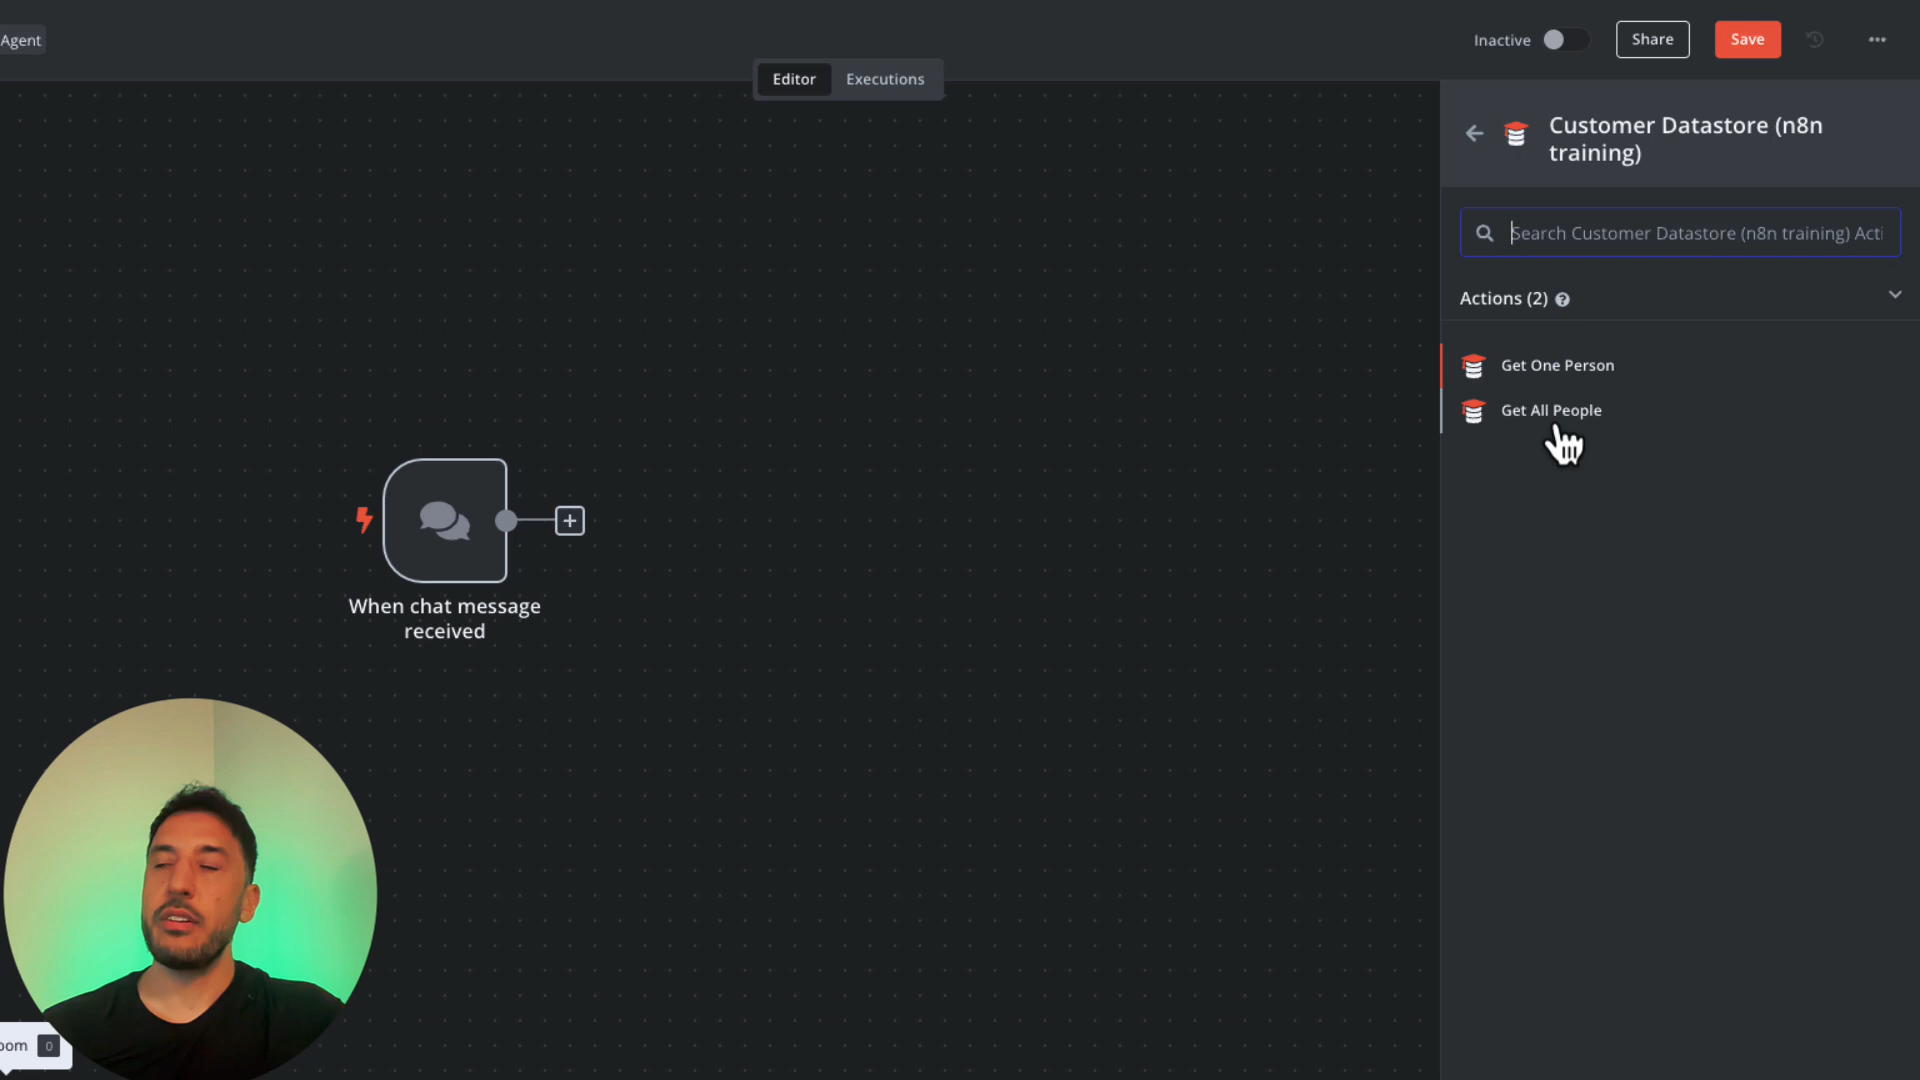 Agent
Inactive
Share
Save
Editor
Executions
Customer Datastore (n8n
training)
Search Customer Datastore (n8n training) Acti
Actions (2)
Get One Person
Get All People
When chat message
received
oom 0